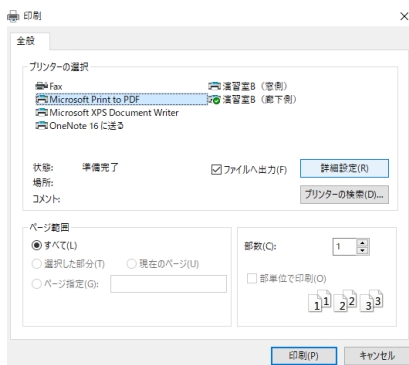 印刷
全般
プリンターの選択
Fax
Microsoft Print to PDF
Microsoft XPS Document Writer
OneNote 16 に送る
演習室B（窓側）
演習室B（廊下側）
状態: 準備完了
場所:
コメント:
ファイルへ出力(F)
詳細設定(R)
プリンターの検索(D)...
ページ範囲
すべて(L)
選択した部分(T) 現在のページ(U)
ページ指定(G):
部数(C): 1
部単位で印刷(O)
1 1 2 2 3 3
印刷(P) キャンセル